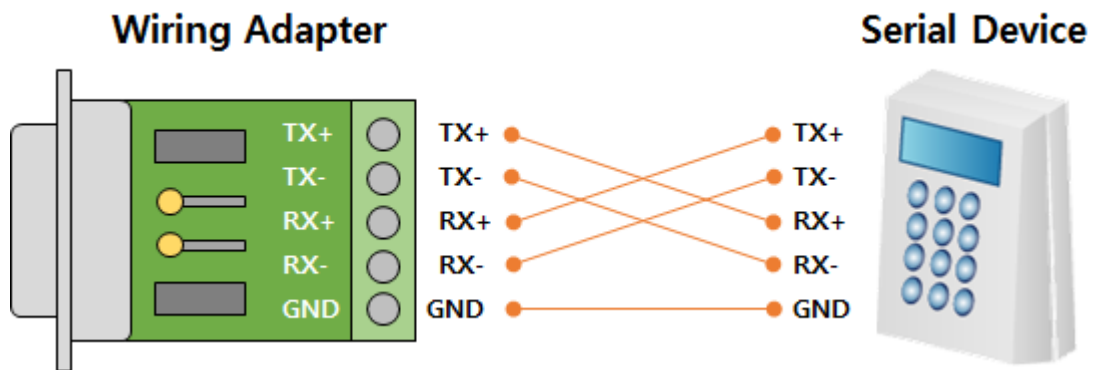 Wiring Adapter Serial Device
TX+ TX+ TX+
TX- TX- TX-
RX+ RX+ RX+
RX- RX- RX-
GND GND GND